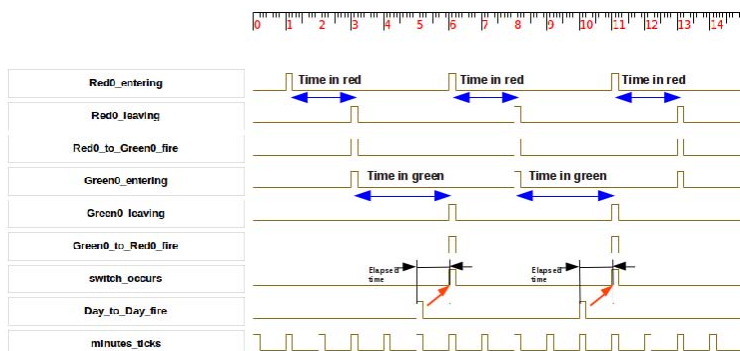 0 1 2 3 4 5 6 7 8 9 10 11 12 13 14
Red0_entering
Time in red Time in red Time in red
Red0_leaving
Red0_to_Green0_fire
Green0_entering
Time in green Time in green
Green0_leaving
Green0_to_Red0_fire
switch_occurs
Elapsed Elapsed
time time
Day_to_Day_fire
minutes_ticks